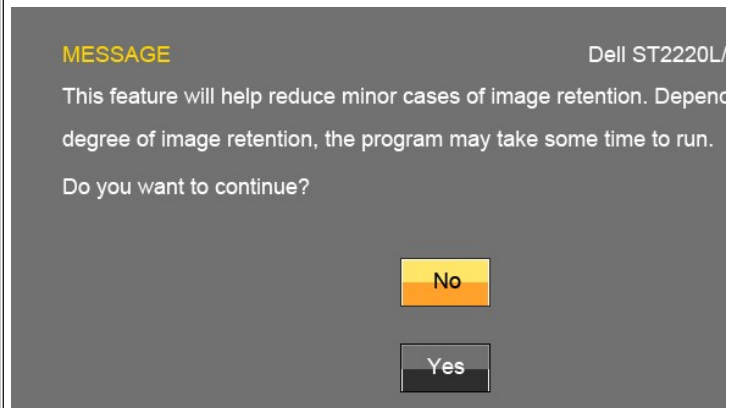 MESSAGE Dell ST2220L/
This feature will help reduce minor cases of image retention. Depend
degree of image retention, the program may take some time to run.
Do you want to continue?
No
Yes